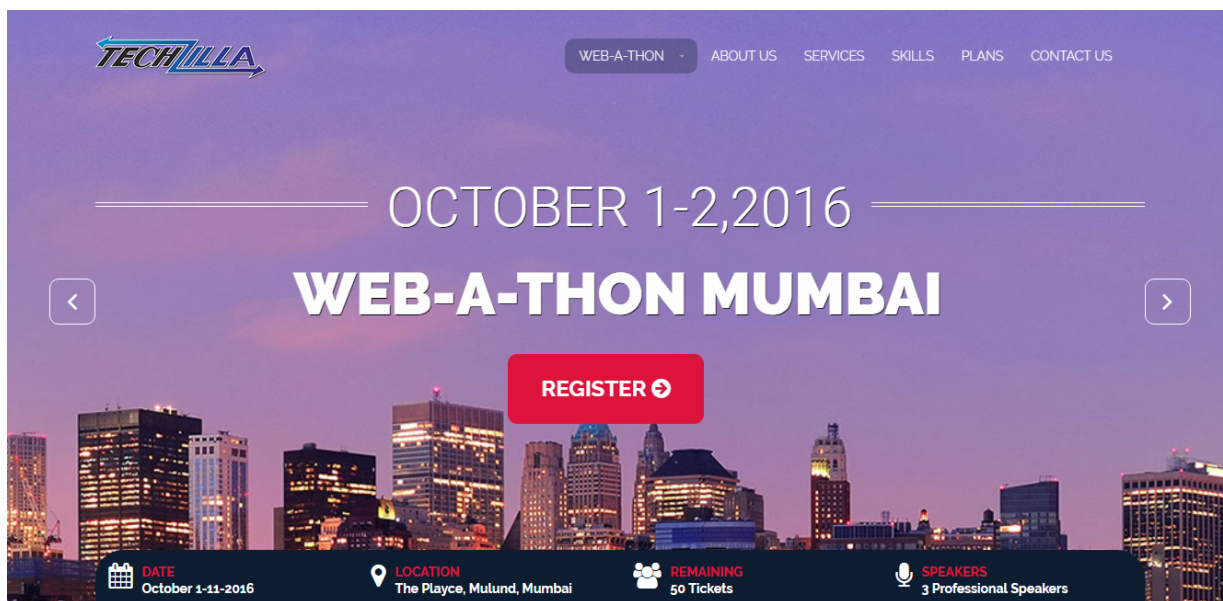 TECHZILLA
WEB-A-THON
ABOUT US
SERVICES
SKILLS
PLANS
CONTACT US
OCTOBER 1-2,2016
WEB-A-THON MUMBAI
REGISTER
DATE
October 1-11-2016
LOCATION
The Playce, Mulund, Mumbai
REMAINING
50 Tickets
SPEAKERS
3 Professional Speakers